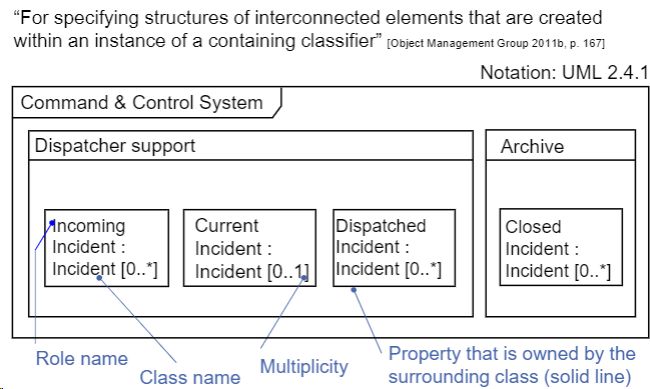 “For specifying structures of interconnected elements that are created
within an instance of a containing classifier” [Object Management Group 2011b, p. 167]
Notation: UML 2.4.1
Command & Control System
Dispatcher support
Archive
Incoming
Incident :
Incident [0..*]
Current
Incident :
Incident [0..1]
Dispatched
Incident :
Incident [0..*]
Closed
Incident :
Incident [0..*]
Role name
Class name
Multiplicity
Property that is owned by the
surrounding class (solid line)